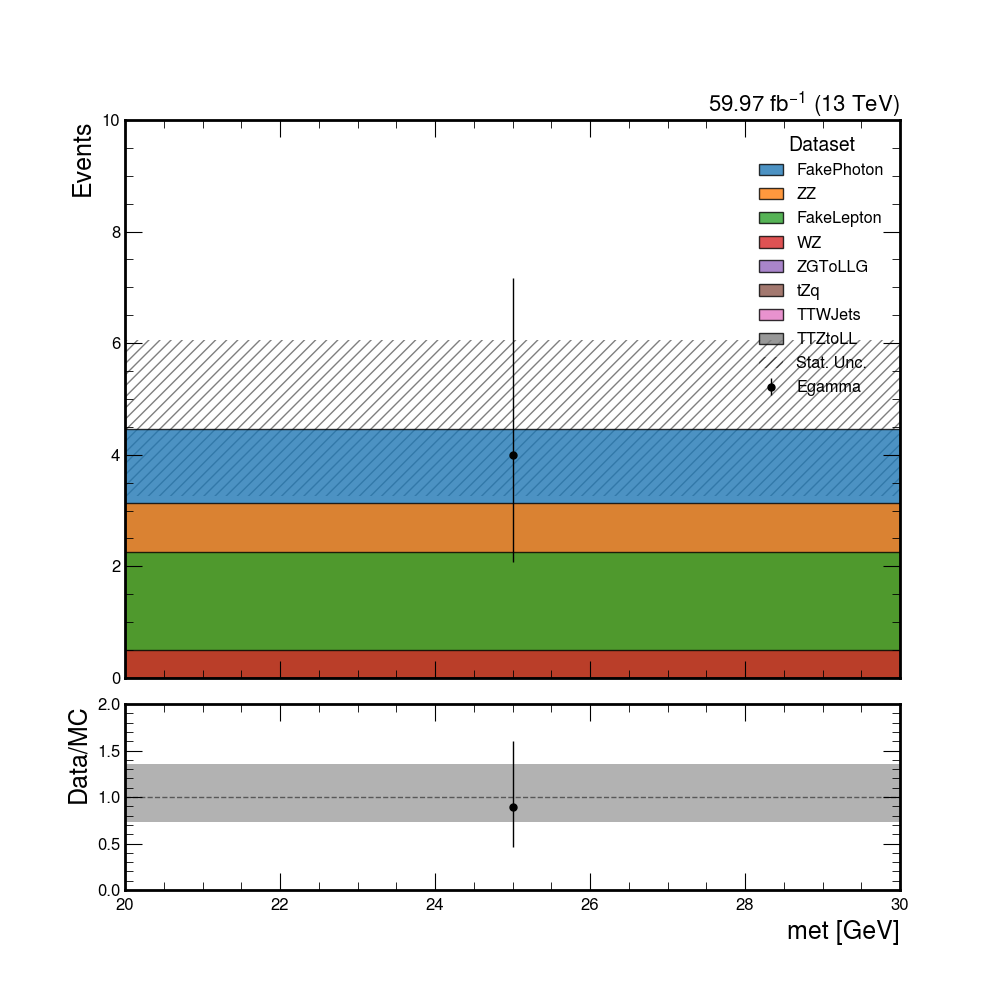 59.97 fb⁻¹ (13 TeV)
Events
10
8
6
4
2
0
Dataset
FakePhoton
ZZ
FakeLepton
WZ
ZGToLLG
tZq
TTWJets
TTZtoLL
Stat. Unc.
Egamma
Data/MC
2.0
1.5
1.0
0.5
0.0
20 22 24 26 28 30
met [GeV]